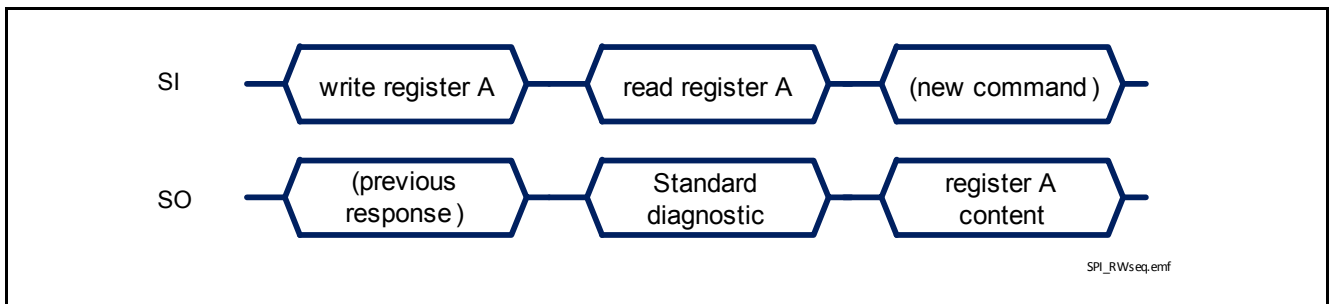 SI
write register A
read register A
(new command)
SO
(previous
response)
Standard
diagnostic
register A
content
SPI_RWseq.emf